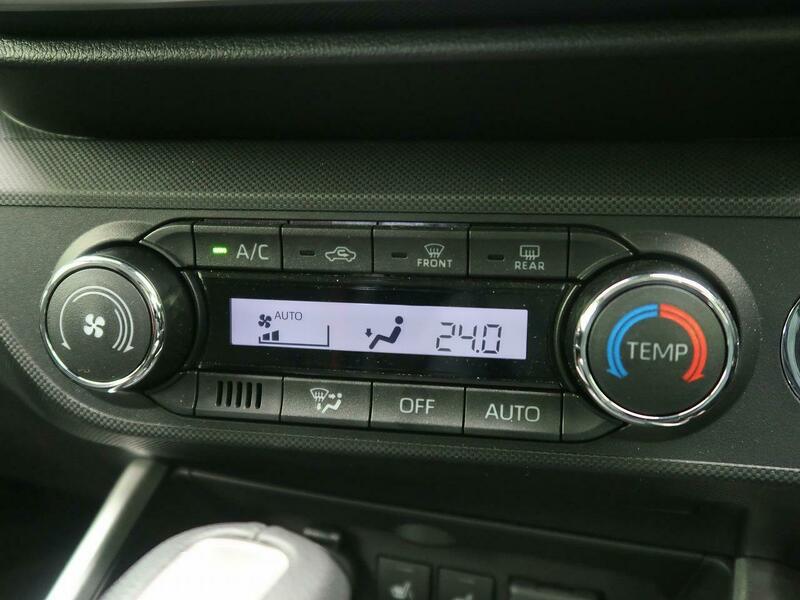 A/C
FRONT
REAR
AUTO
24.0
TEMP
OFF
AUTO